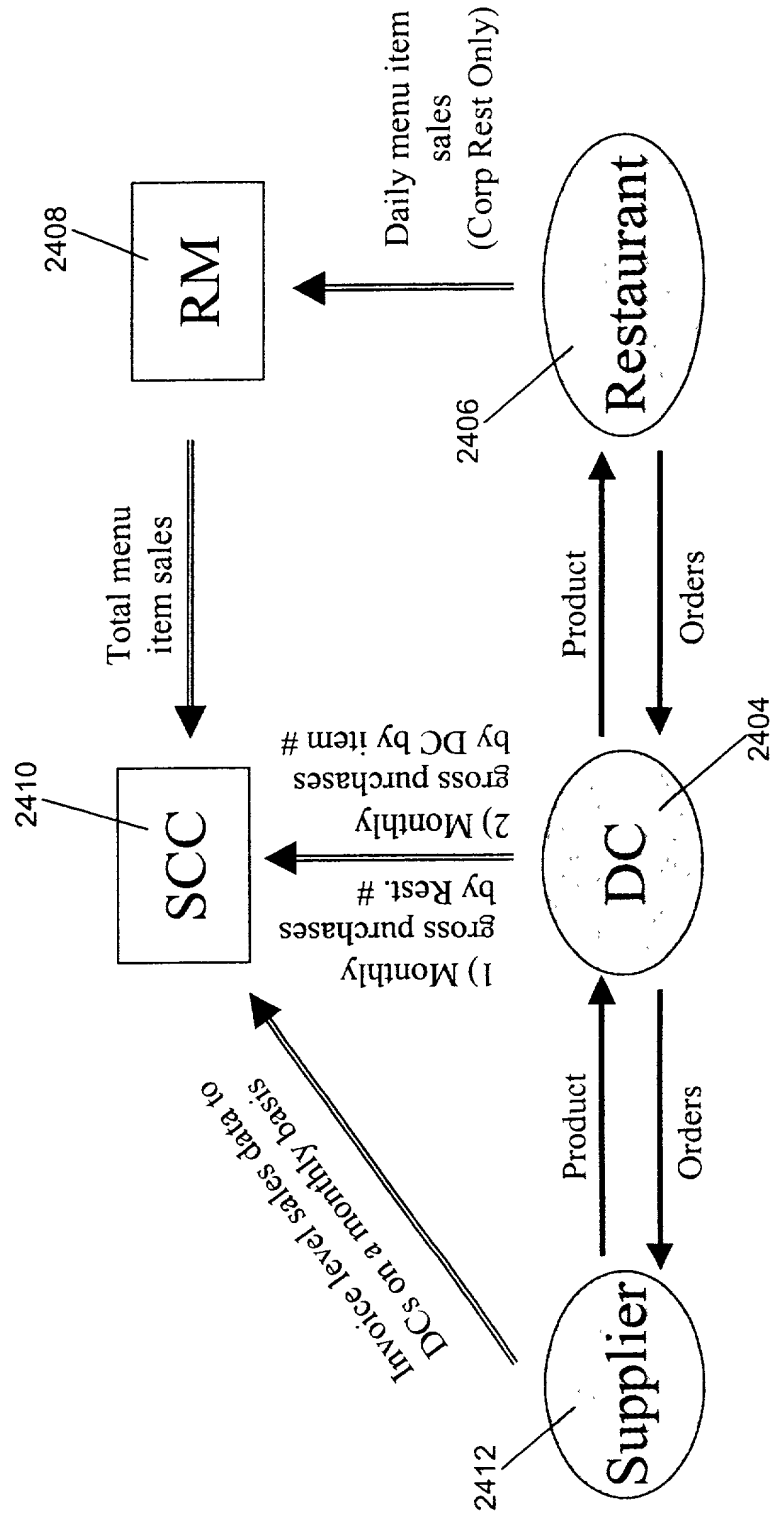 2410
SCC
Total menu
item sales
2408
RM
Invoice level sales data to
DCs on a monthly basis
1) Monthly
gross purchases
by Rest. #
2) Monthly
gross purchases
by DC by item #
Daily menu item
sales
(Corp Rest Only)
2412
Supplier
Product
Orders
DC
2404
Product
Orders
2406
Restaurant